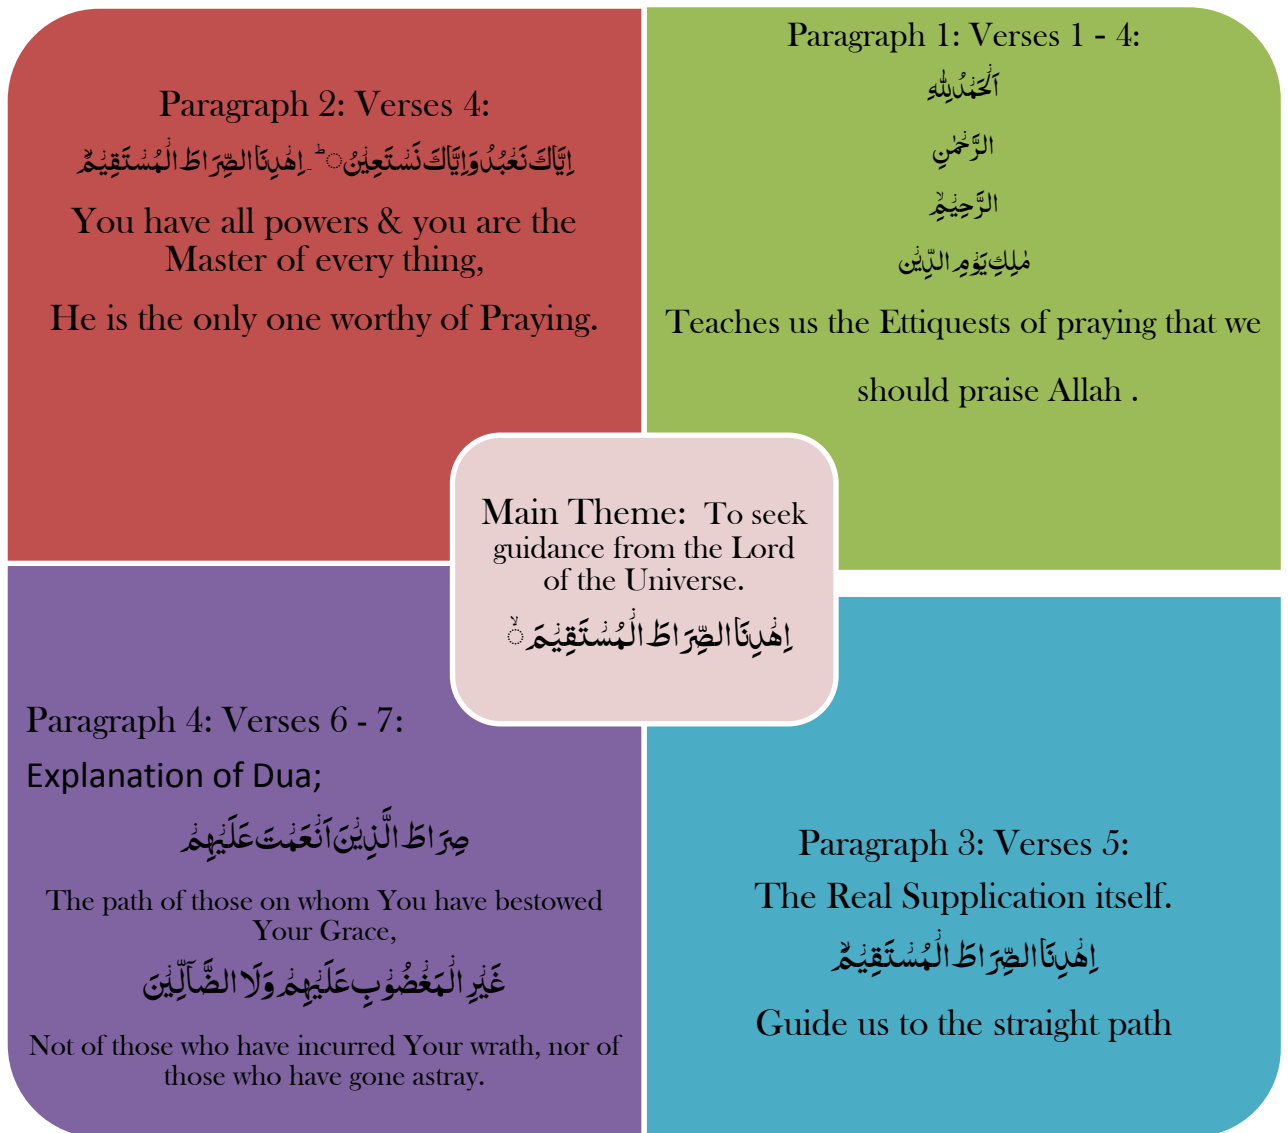 Paragraph 1: Verses 1 - 4:
اَلْحَمْدُلِلّٰهِ
الرَّحْمٰنِ
الرَّحِيْمِۙ
مٰلِكِ يَوْمِ الدِّيْن
Teaches us the Ettiquests of praying that we
should praise Allah .
Paragraph 2: Verses 4:
اِيَّاكَ نَعْبُدُ وَاِيَّاكَ نَسْتَعِيْنُ ؕ۔ اِهْدِنَا الصِّرَاطَ الْمُسْتَقِيْمَۙ
You have all powers & you are the
Master of every thing,
He is the only one worthy of Praying.
Main Theme: To seek
guidance from the Lord
of the Universe.
اِهْدِنَا الصِّرَاطَ الْمُسْتَقِيْمَ ۙ
Paragraph 3: Verses 5:
The Real Supplication itself.
اِهْدِنَا الصِّرَاطَ الْمُسْتَقِيْمَۙ
Guide us to the straight path
Paragraph 4: Verses 6 - 7:
Explanation of Dua;
صِرَاطَ الَّذِيْنَ اَنْعَمْتَ عَلَيْهِمْ
The path of those on whom You have bestowed
Your Grace,
غَيْرِ الْمَغْضُوْبِ عَلَيْهِمْ وَلَا الضَّآلِّيْنَ
Not of those who have incurred Your wrath, nor of
those who have gone astray.